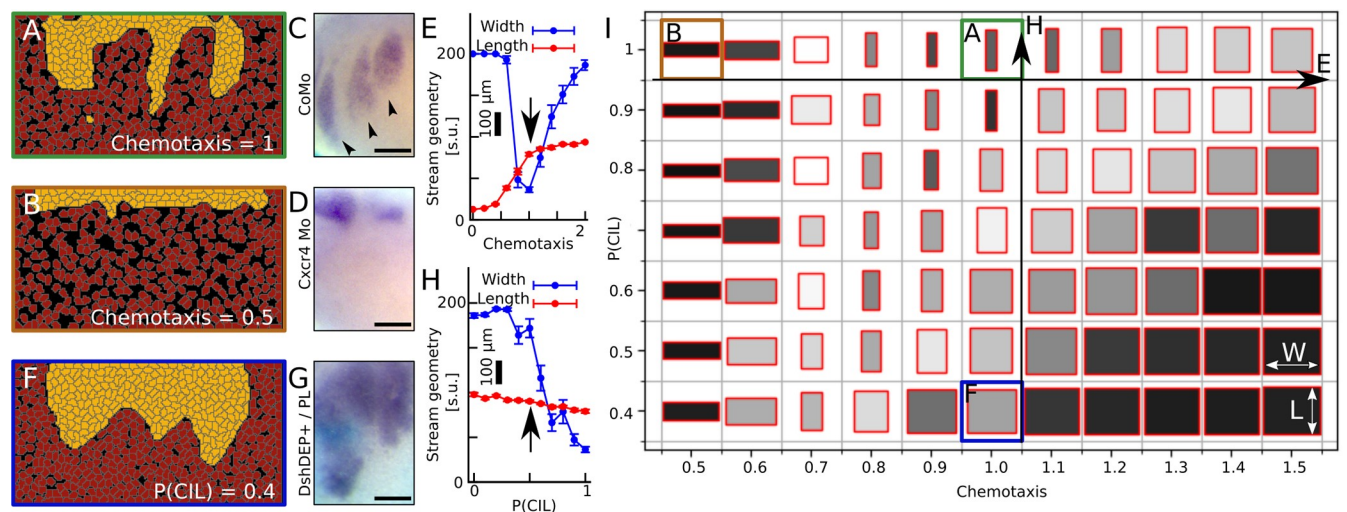 A
Chemotaxis = 1
B
Chemotaxis = 0.5
F
P(CIL) = 0.4
C
CoMo
D
Cxcr4 Mo
G
DshDEP+ / PL
E
Width
Length
200
100 µm
Stream geometry
[s.u.]
0
0
2
Chemotaxis
H
Width
Length
200
100 µm
Stream geometry
[s.u.]
0
0
1
P(CIL)
I
B
A
H
E
F
W
L
1
0.9
0.8
0.7
0.6
0.5
0.4
P(CIL)
0.5 0.6 0.7 0.8 0.9 1.0 1.1 1.2 1.3 1.4 1.5
Chemotaxis